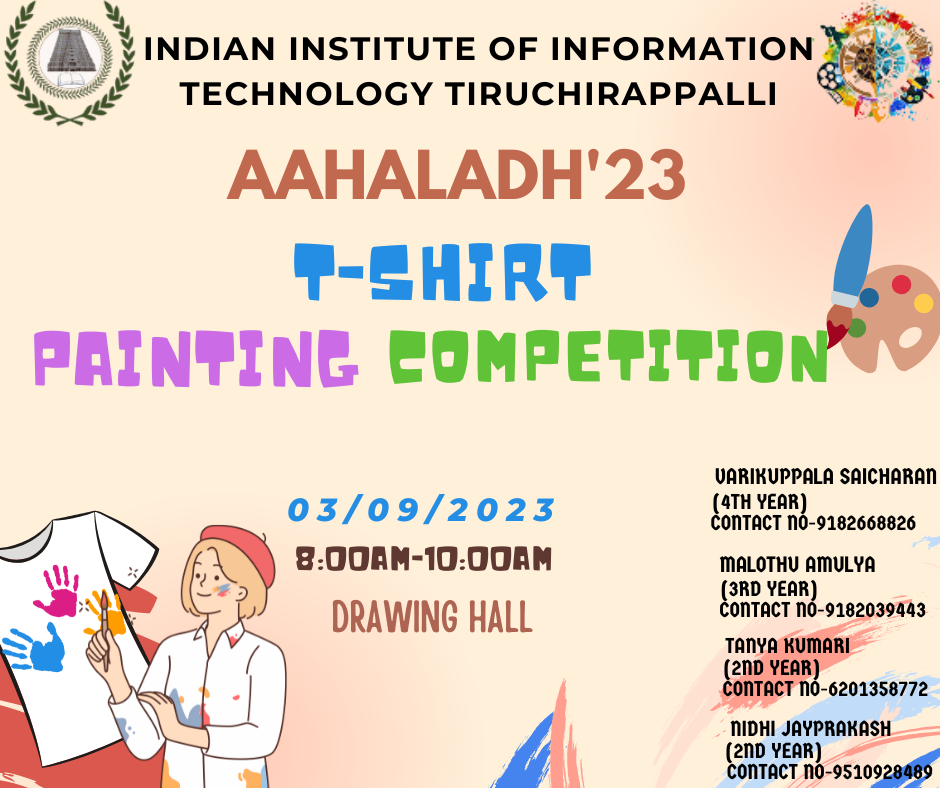 INDIAN INSTITUTE OF INFORMATION
TECHNOLOGY TIRUCHIRAPPALLI
AAHALADH'23
T-SHIRT
PAINTING COMPETITION
03/09/2023
8:00AM-10:00AM
DRAWING HALL
VARIKUPPALA SAICHARAN
(4TH YEAR)
CONTACT NO-9182668826
MALOTHU AMULYA
(3RD YEAR)
CONTACT NO-9182039443
TANYA KUMARI
(2ND YEAR)
CONTACT NO-6201358772
NIDHI JAYPRAKASH
(2ND YEAR)
CONTACT NO-9510928489